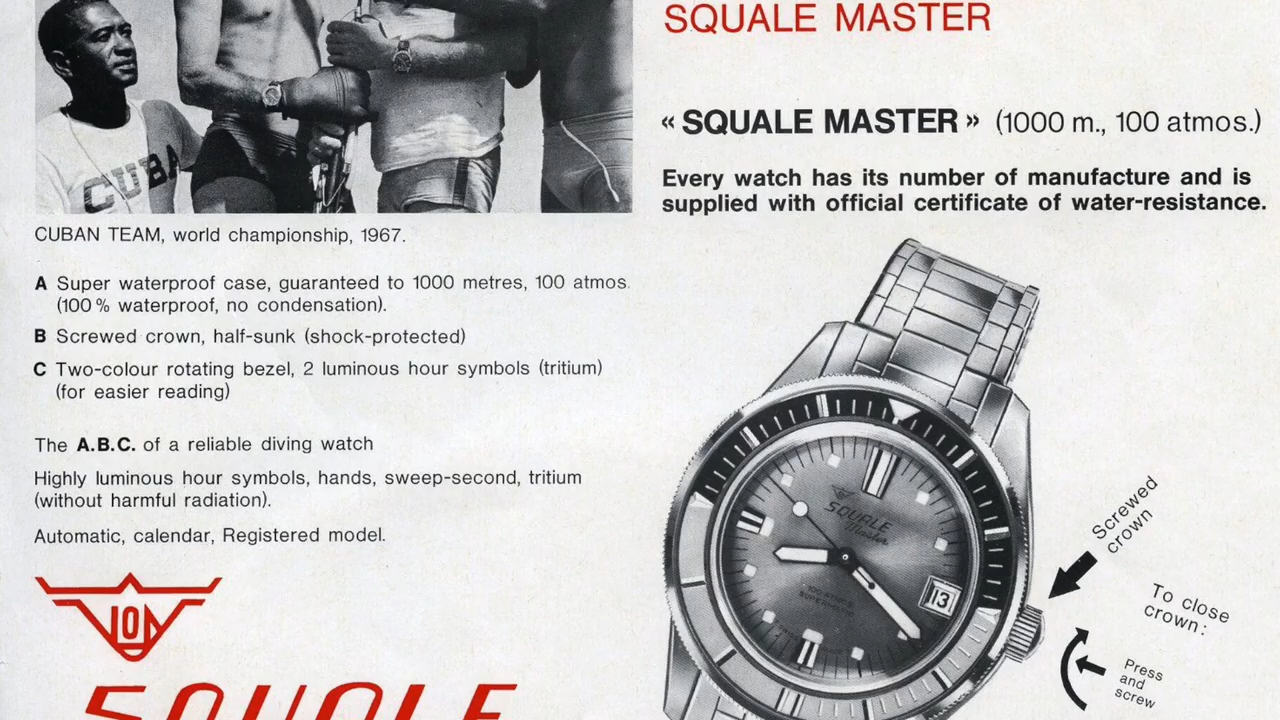 CUBA
CUBAN TEAM, world championship, 1967.
A Super waterproof case, guaranteed to 1000 metres, 100 atmos.
(100% waterproof, no condensation).
B Screwed crown, half-sunk (shock-protected)
C Two-colour rotating bezel, 2 luminous hour symbols (tritium)
(for easier reading)
The A.B.C. of a reliable diving watch
Highly luminous hour symbols, hands, sweep-second, tritium
(without harmful radiation).
Automatic, calendar, Registered model.
JON
SQUALE
SQUALE MASTER
« SQUALE MASTER » (1000 m., 100 atmos.)
Every watch has its number of manufacture and is
supplied with official certificate of water-resistance.
SQUALE
Master
13
Screwed
crown
To close
crown:
Press
and
screw